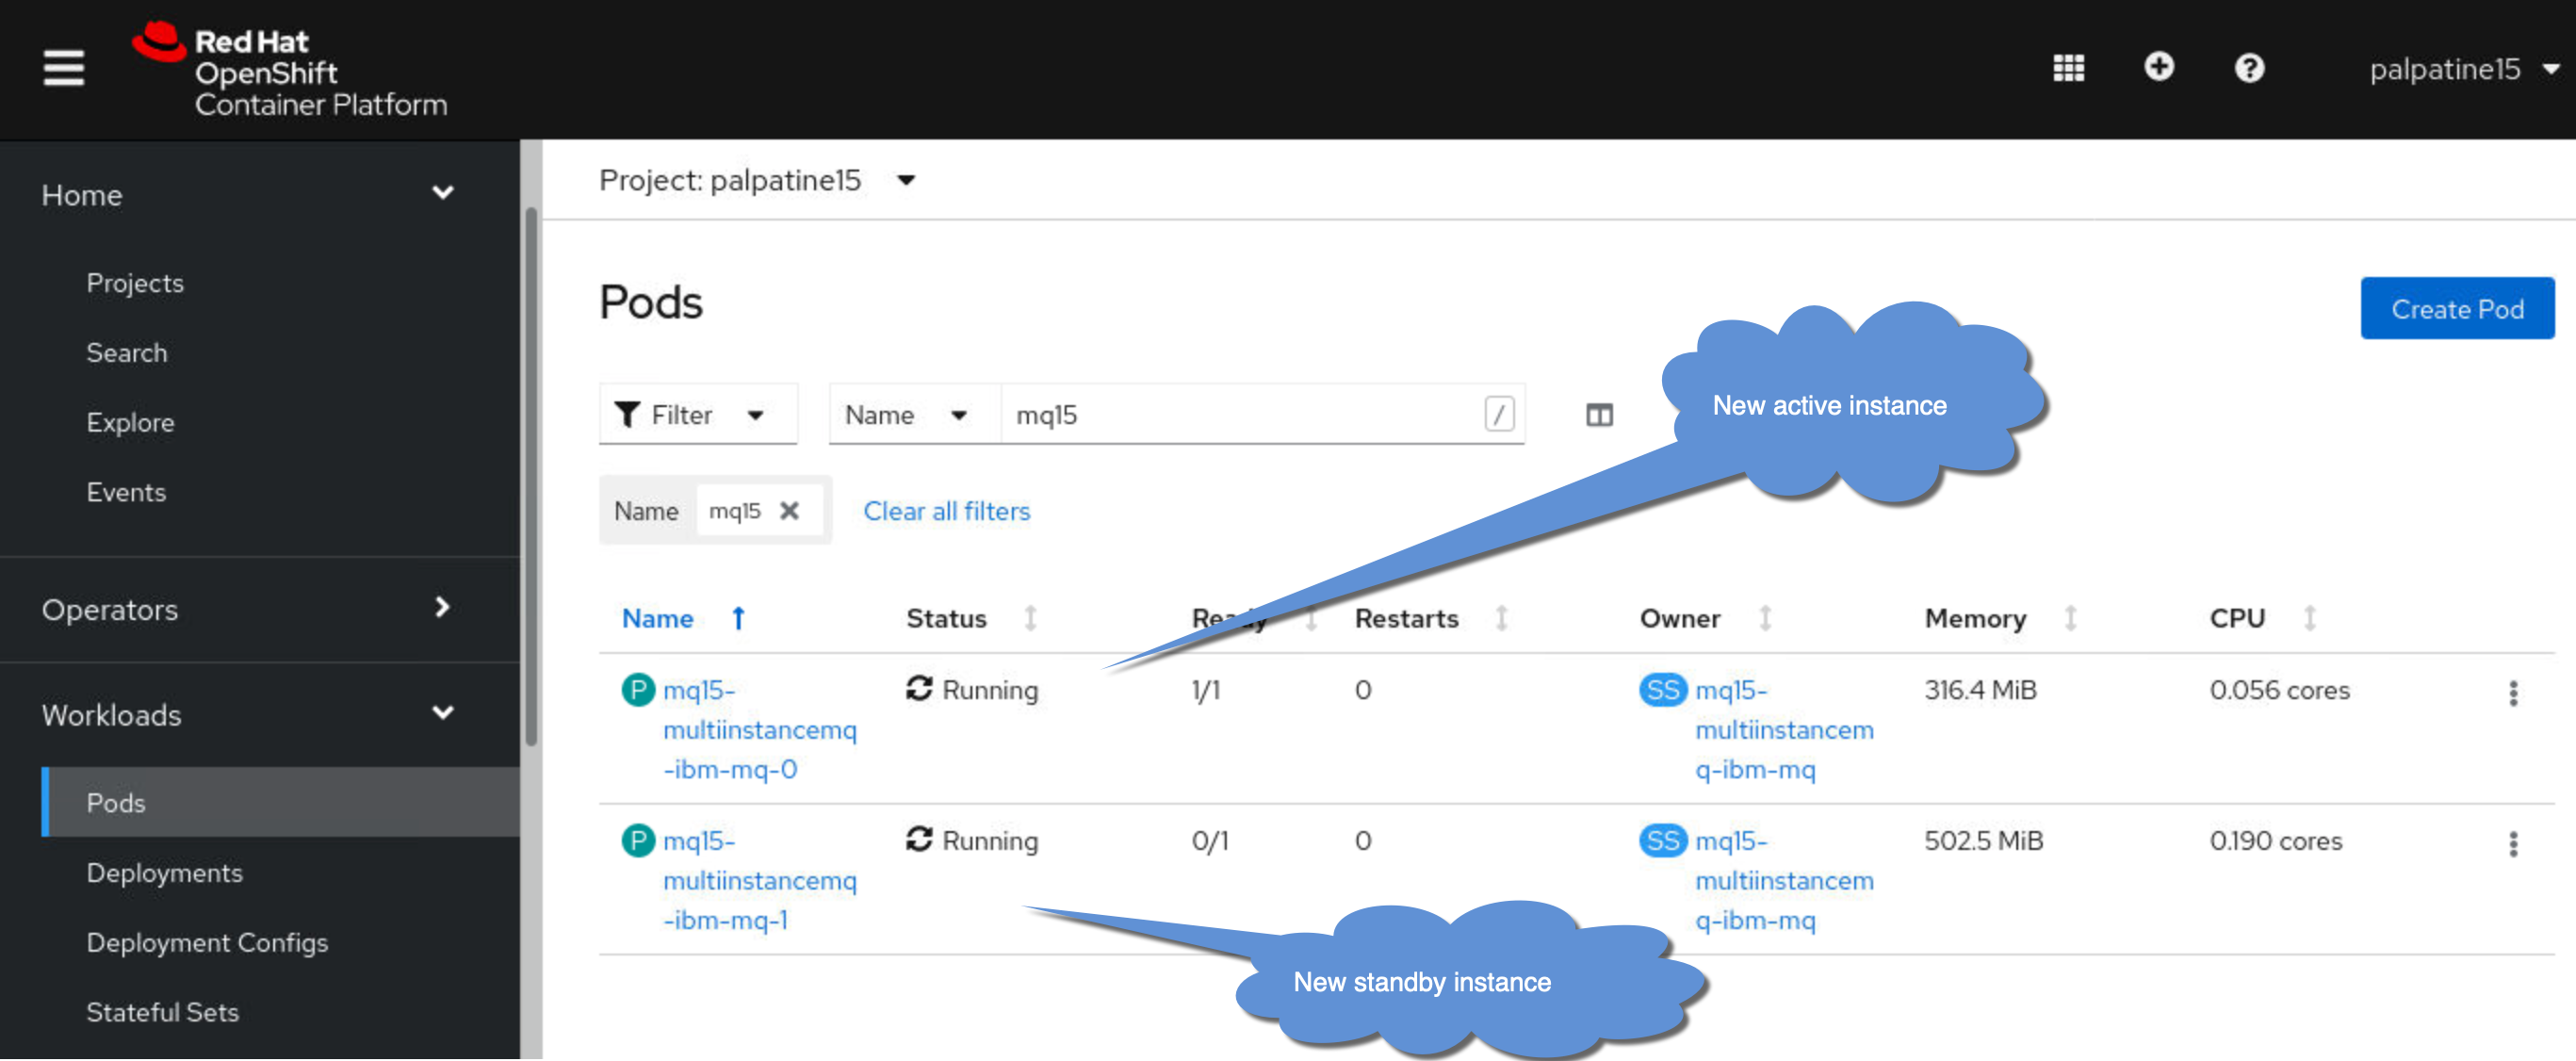 Red Hat
OpenShift
Container Platform
palpatine15
Home
Projects
Search
Explore
Events
Operators
Workloads
Pods
Deployments
Deployment Configs
Stateful Sets
Project: palpatine15
Pods
Create Pod
Filter
Name
mq15
/
Name mq15
Clear all filters
New active instance
Name Status Ready Restarts Owner Memory CPU
P mq15- Running 1/1 0 SS mq15- 316.4 MiB 0.056 cores
multiinstancemq multiinstancem
-ibm-mq-0 q-ibm-mq
P mq15- Running 0/1 0 SS mq15- 502.5 MiB 0.190 cores
multiinstancemq multiinstancem
-ibm-mq-1 q-ibm-mq
New standby instance